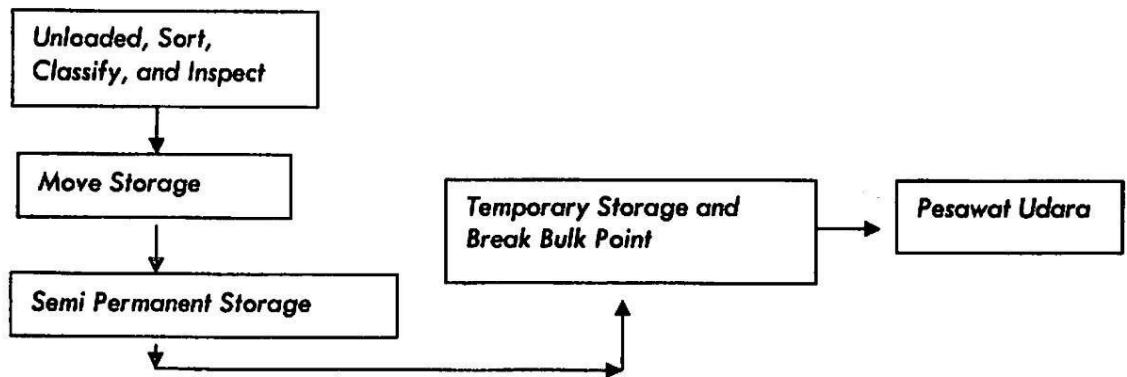 Unloaded, Sort,
Classify, and Inspect
Move Storage
Semi Permanent Storage
Temporary Storage and
Break Bulk Point
Pesawat Udara